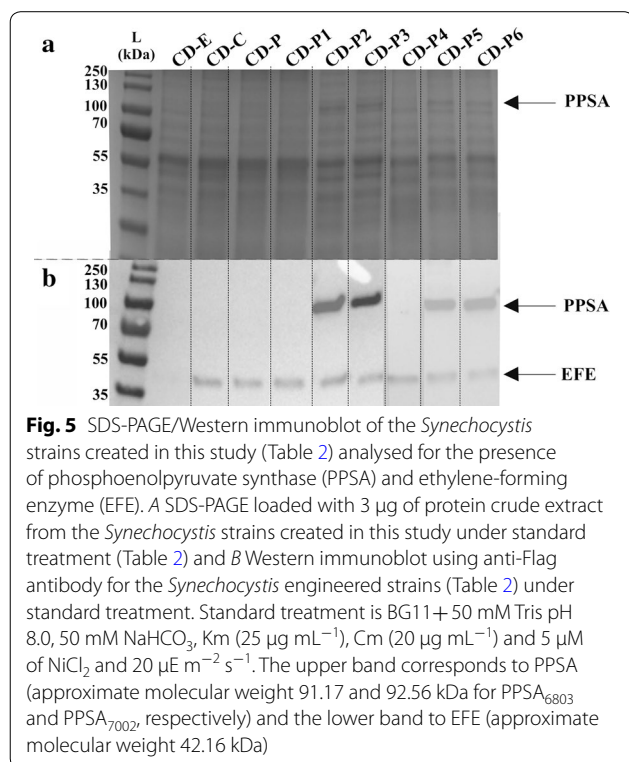 a
L
(kDa)
CD-E
CD-C
CD-P
CD-P1
CD-P2
CD-P3
CD-P4
CD-P5
CD-P6
250
130
100
70
55
35
PPSA
b
250
130
100
70
55
35
PPSA
EFE
Fig. 5 SDS-PAGE/Western immunoblot of the Synechocystis
strains created in this study (Table 2) analysed for the presence
of phosphoenolpyruvate synthase (PPSA) and ethylene-forming
enzyme (EFE). A SDS-PAGE loaded with 3 µg of protein crude extract
from the Synechocystis strains created in this study under standard
treatment (Table 2) and B Western immunoblot using anti-Flag
antibody for the Synechocystis engineered strains (Table 2) under
standard treatment. Standard treatment is BG11+50 mM Tris pH
8.0, 50 mM NaHCO₃, Km (25 µg mL⁻¹), Cm (20 µg mL⁻¹) and 5 µM
of NiCl₂ and 20 µE m⁻² s⁻¹. The upper band corresponds to PPSA
(approximate molecular weight 91.17 and 92.56 kDa for PPSA₆₈₀₃
and PPSA₇₀₀₂, respectively) and the lower band to EFE (approximate
molecular weight 42.16 kDa)